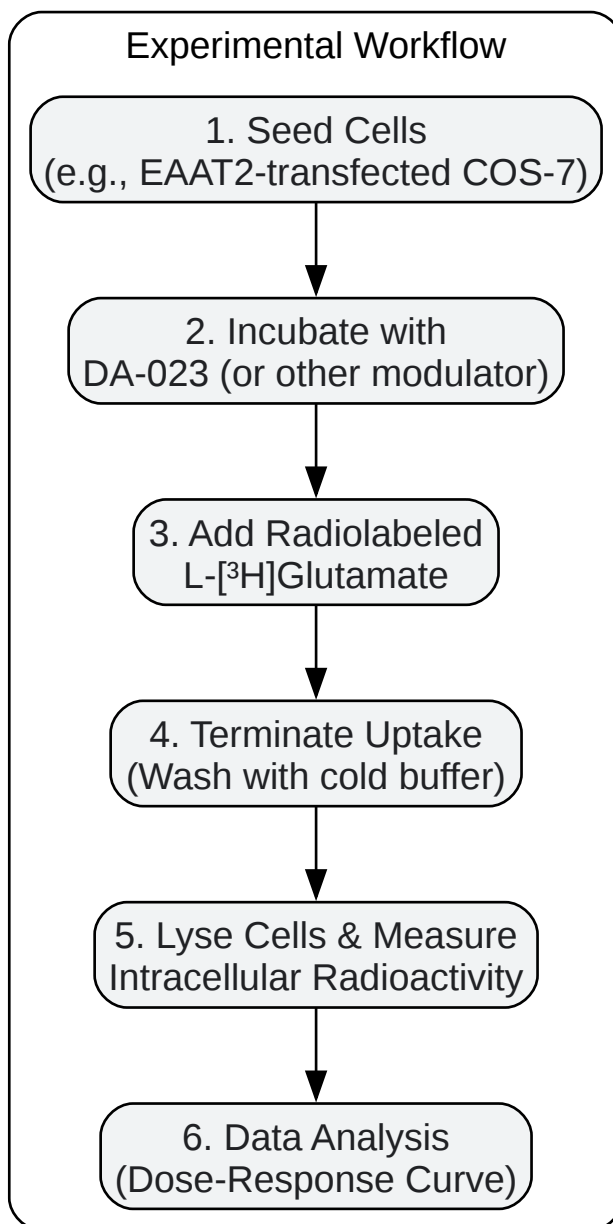 Experimental Workflow
1. Seed Cells
(e.g., EAAT2-transfected COS-7)
2. Incubate with
DA-023 (or other modulator)
3. Add Radiolabeled
L-[³H]Glutamate
4. Terminate Uptake
(Wash with cold buffer)
5. Lyse Cells & Measure
Intracellular Radioactivity
6. Data Analysis
(Dose-Response Curve)